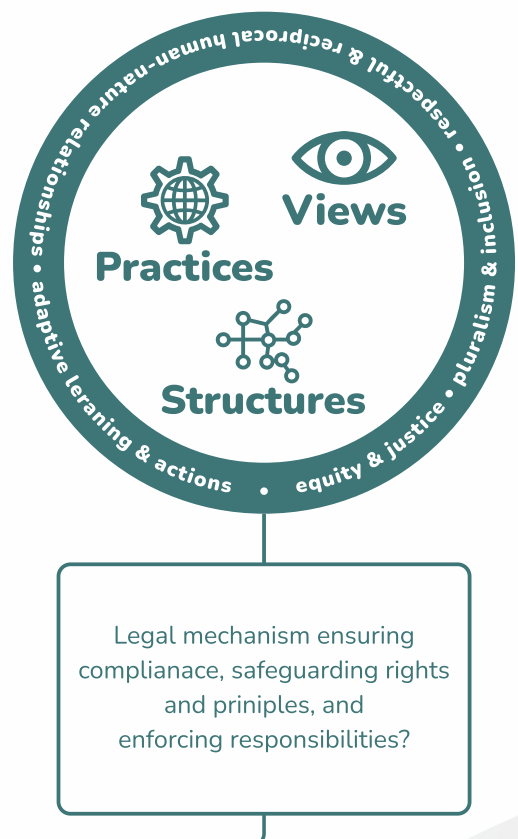 equity & justice • pluralism & inclusion • respectful & reciprocal human-nature relationships • adaptive leraning & actions •
Views
Practices
Structures
Legal mechanism ensuring
complianace, safeguarding rights
and priniples, and
enforcing responsibilities?